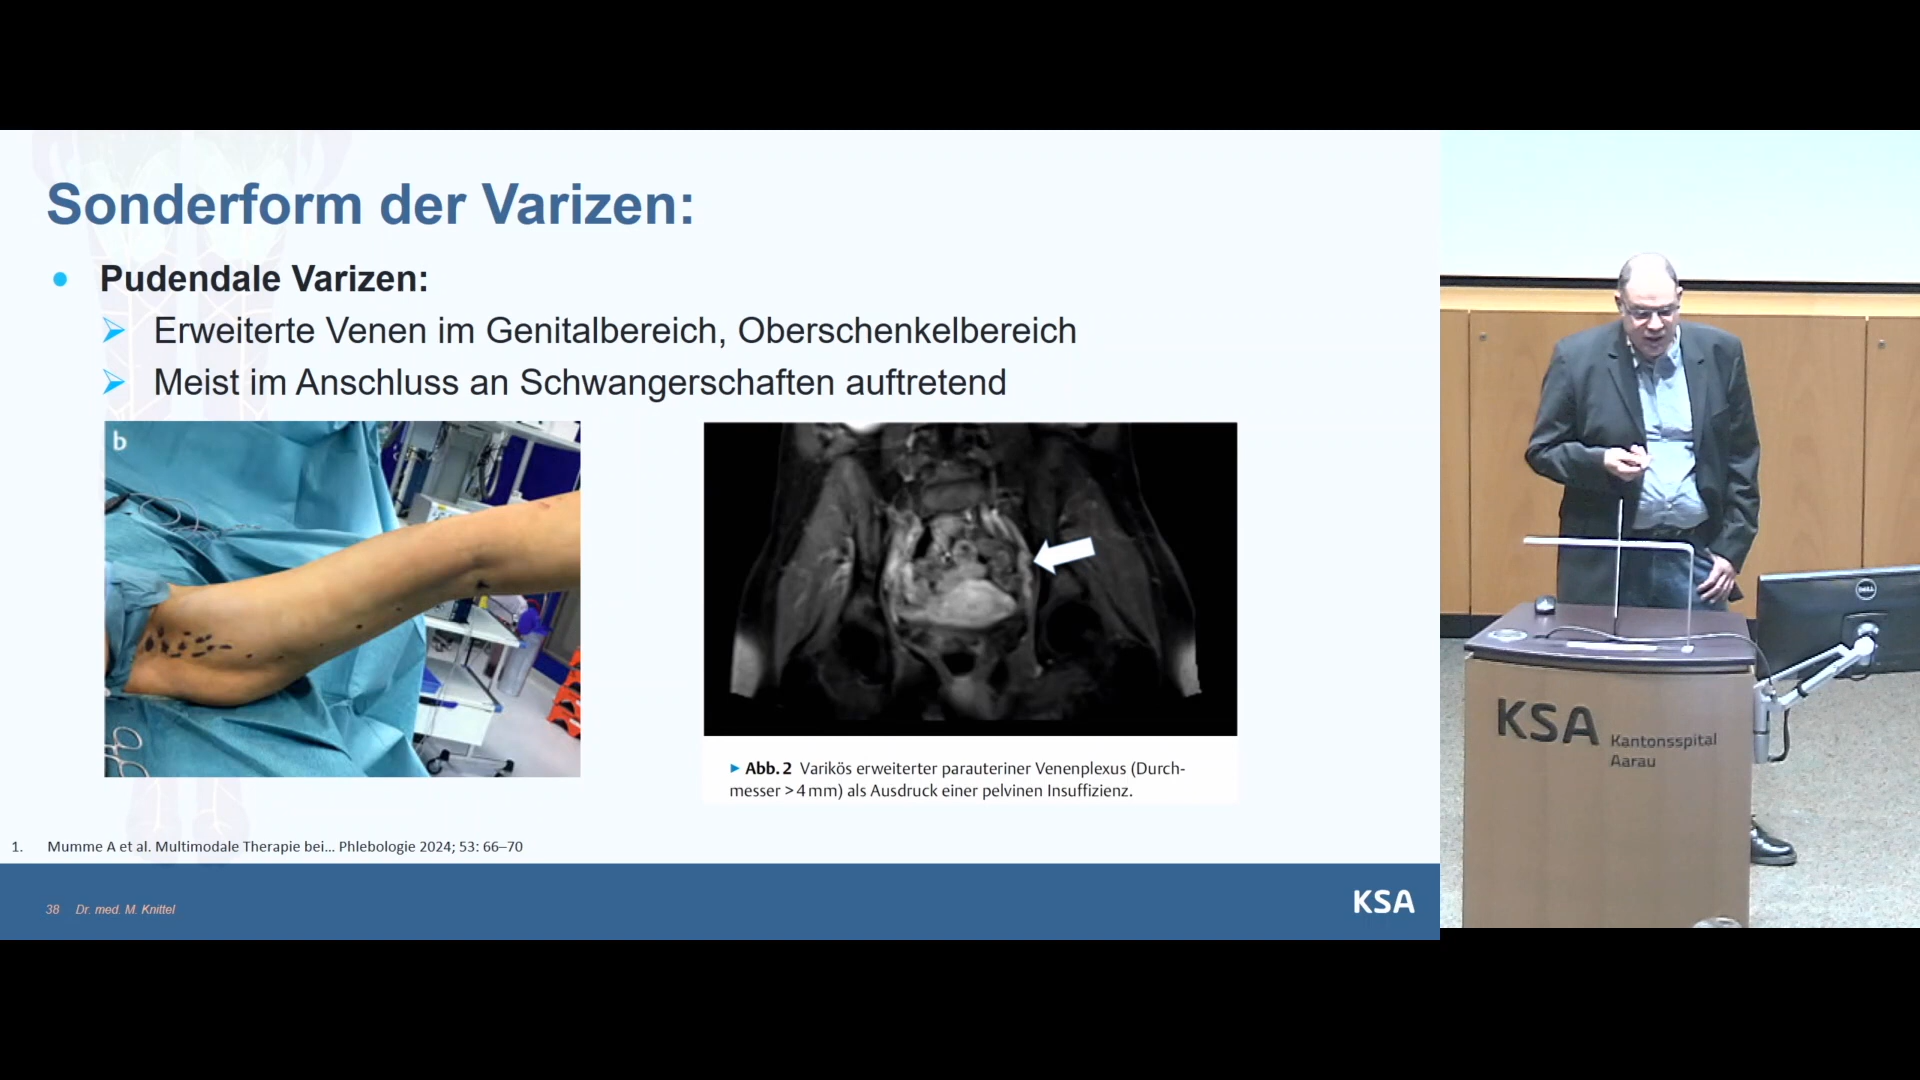 Sonderform der Varizen:
• Pudendale Varizen:
➢ Erweiterte Venen im Genitalbereich, Oberschenkelbereich
➢ Meist im Anschluss an Schwangerschaften auftretend
b
► Abb. 2 Varikös erweiterter parauteriner Venenplexus (Durch-
messer > 4 mm) als Ausdruck einer pelvinen Insuffizienz.
1. Mumme A et al. Multimodale Therapie bei... Phlebologie 2024; 53: 66–70
38 Dr. med. M. Knittel
KSA
DELL
KSA Kantonsspital
Aarau